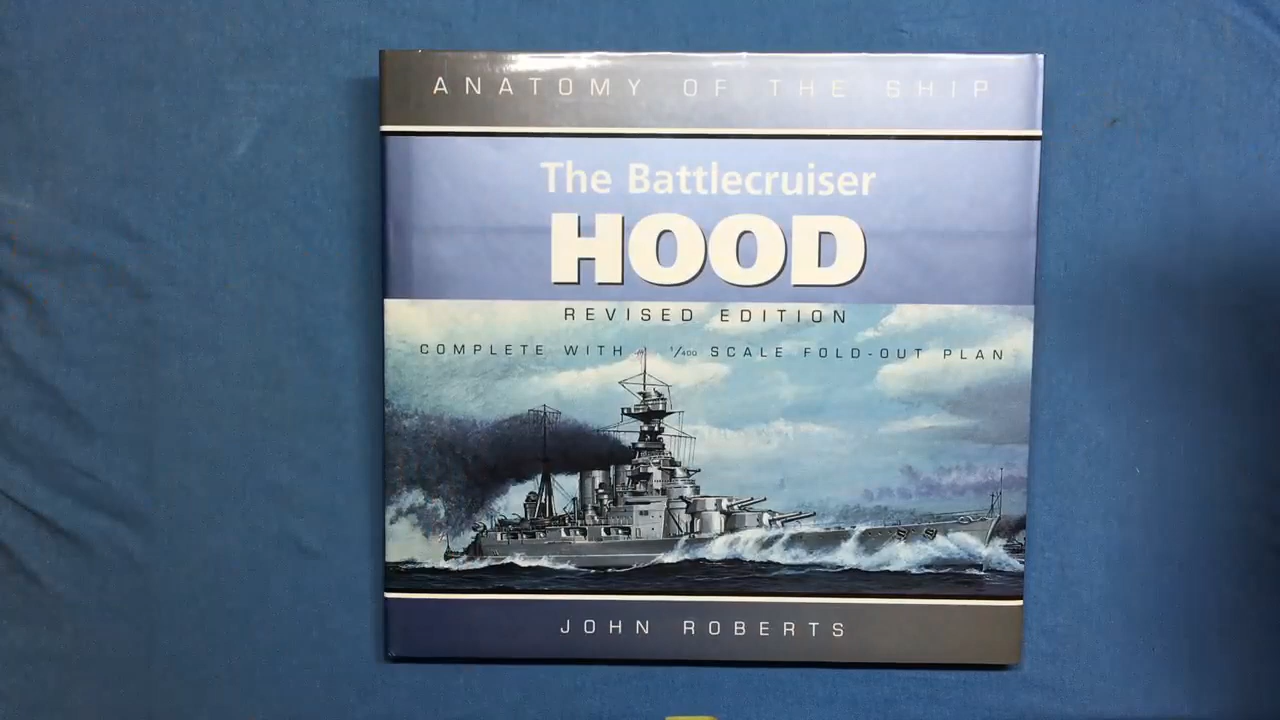 ANATOMY OF THE SHIP
The Battlecruiser
HOOD
REVISED EDITION
COMPLETE WITH 1/400 SCALE FOLD-OUT PLAN
JOHN ROBERTS